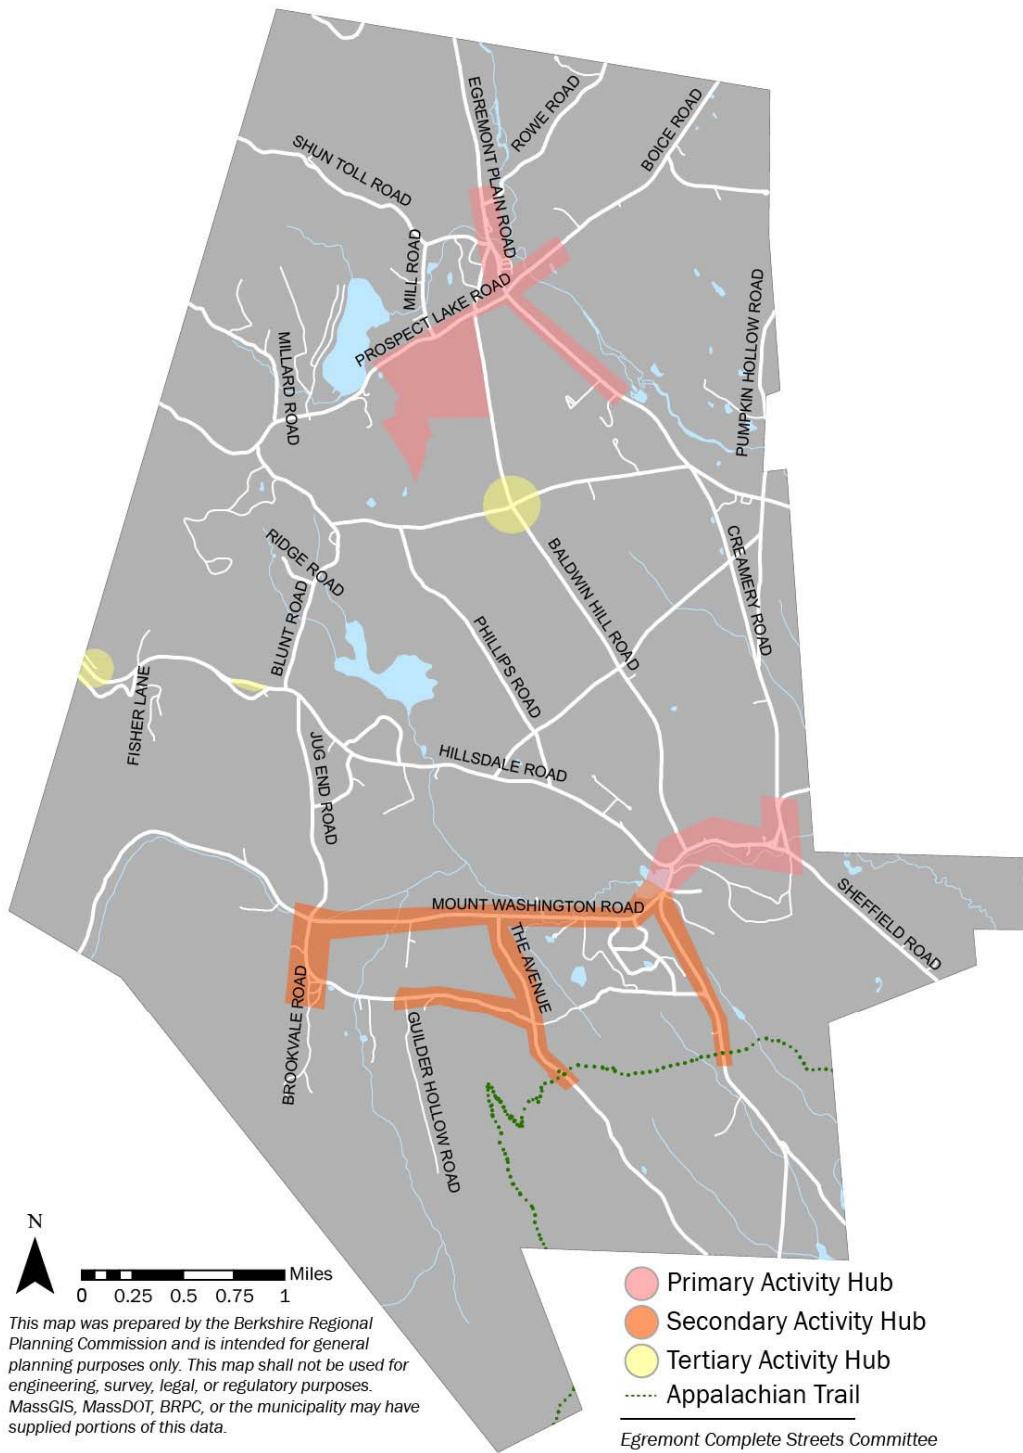 EGREMONT PLAIN ROAD
ROWE ROAD
BOICE ROAD
SHUN TOLL ROAD
MILL ROAD
PROSPECT LAKE ROAD
PUMPKIN HOLLOW ROAD
MILLARD ROAD
RIDGE ROAD
BALDWIN HILL ROAD
CREAMERY ROAD
BLUNT ROAD
PHILLIPS ROAD
FISHER LANE
JUG END ROAD
HILLSDALE ROAD
MOUNT WASHINGTON ROAD
SHEFFIELD ROAD
THE AVENUE
BROOKVALE ROAD
GUILDER HOLLOW ROAD
N
Miles
0 0.25 0.5 0.75 1
This map was prepared by the Berkshire Regional
Planning Commission and is intended for general
planning purposes only. This map shall not be used for
engineering, survey, legal, or regulatory purposes.
MassGIS, MassDOT, BRPC, or the municipality may have
supplied portions of this data.
Primary Activity Hub
Secondary Activity Hub
Tertiary Activity Hub
Appalachian Trail
Egremont Complete Streets Committee